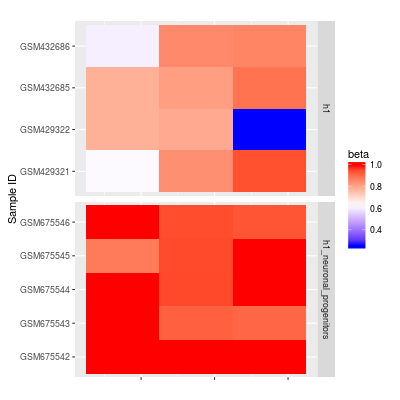 GSM432686
GSM432685
GSM429322
GSM429321
h1
Sample ID
GSM675546
GSM675545
GSM675544
GSM675543
GSM675542
h1_neuronal_progenitors
beta
1.0
0.8
0.6
0.4